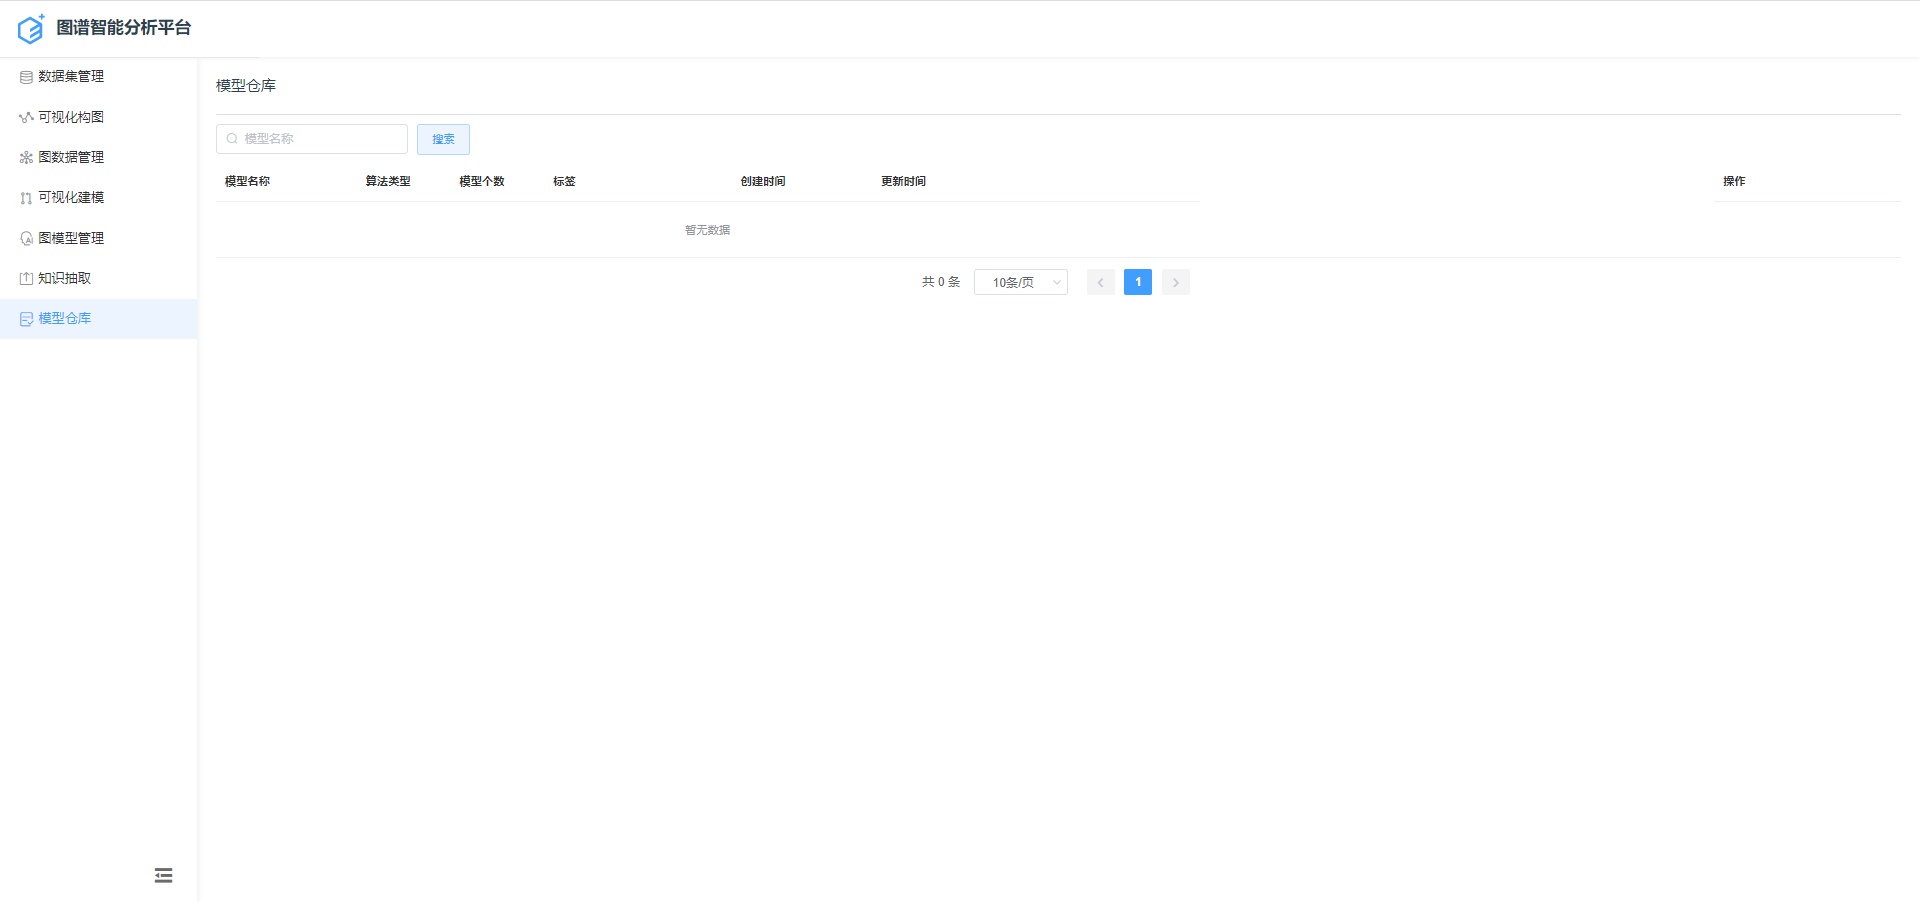 图谱智能分析平台
数据集管理
可视化构图
图数据管理
可视化建模
图模型管理
知识抽取
模型仓库
模型仓库
模型名称 搜索
模型名称 算法类型 模型个数 标签 创建时间 更新时间 操作
暂无数据
共 0 条 10条/页 1